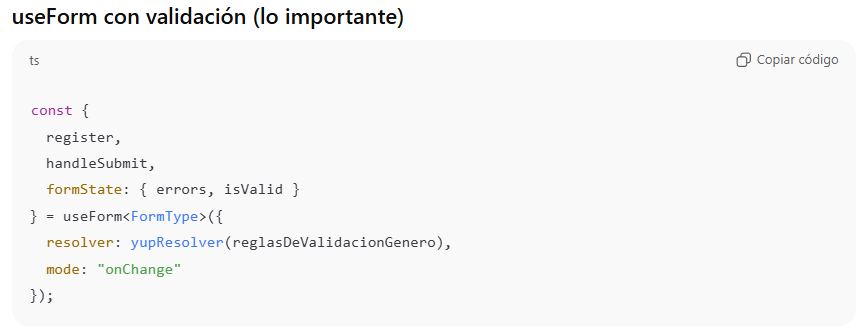 useForm con validación (lo importante)
ts
Copiar código
const {
  register,
  handleSubmit,
  formState: { errors, isValid }
} = useForm<FormType>({
  resolver: yupResolver(reglasDeValidacionGenero),
  mode: "onChange"
});